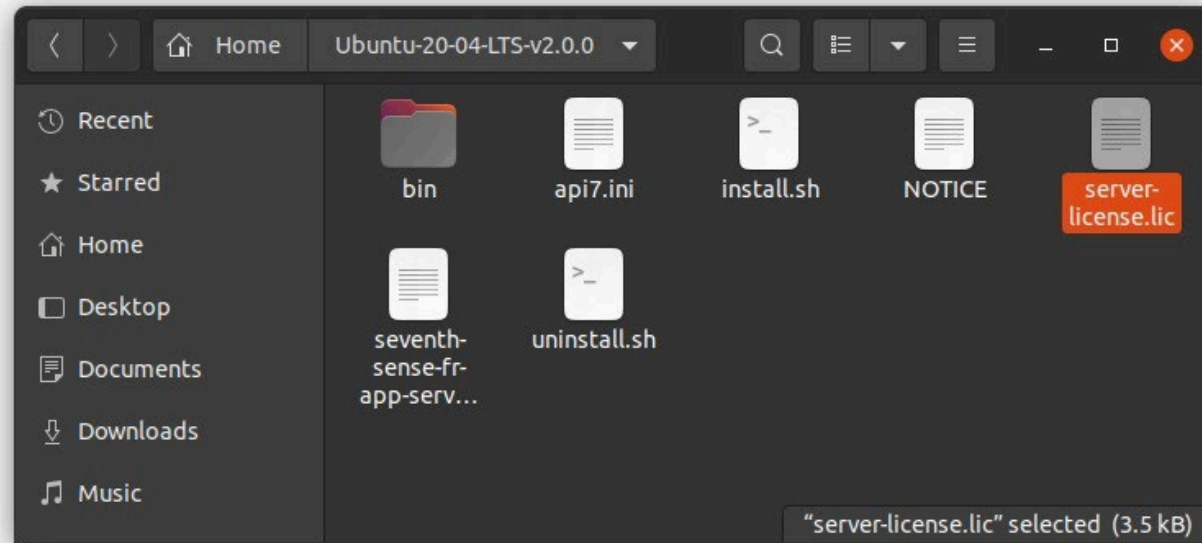 Home
Ubuntu-20-04-LTS-v2.0.0
Recent
Starred
Home
Desktop
Documents
Downloads
Music
bin
api7.ini
>_
install.sh
NOTICE
server-
license.lic
seventh-
sense-fr-
app-serv…
>_
uninstall.sh
“server-license.lic” selected (3.5 kB)